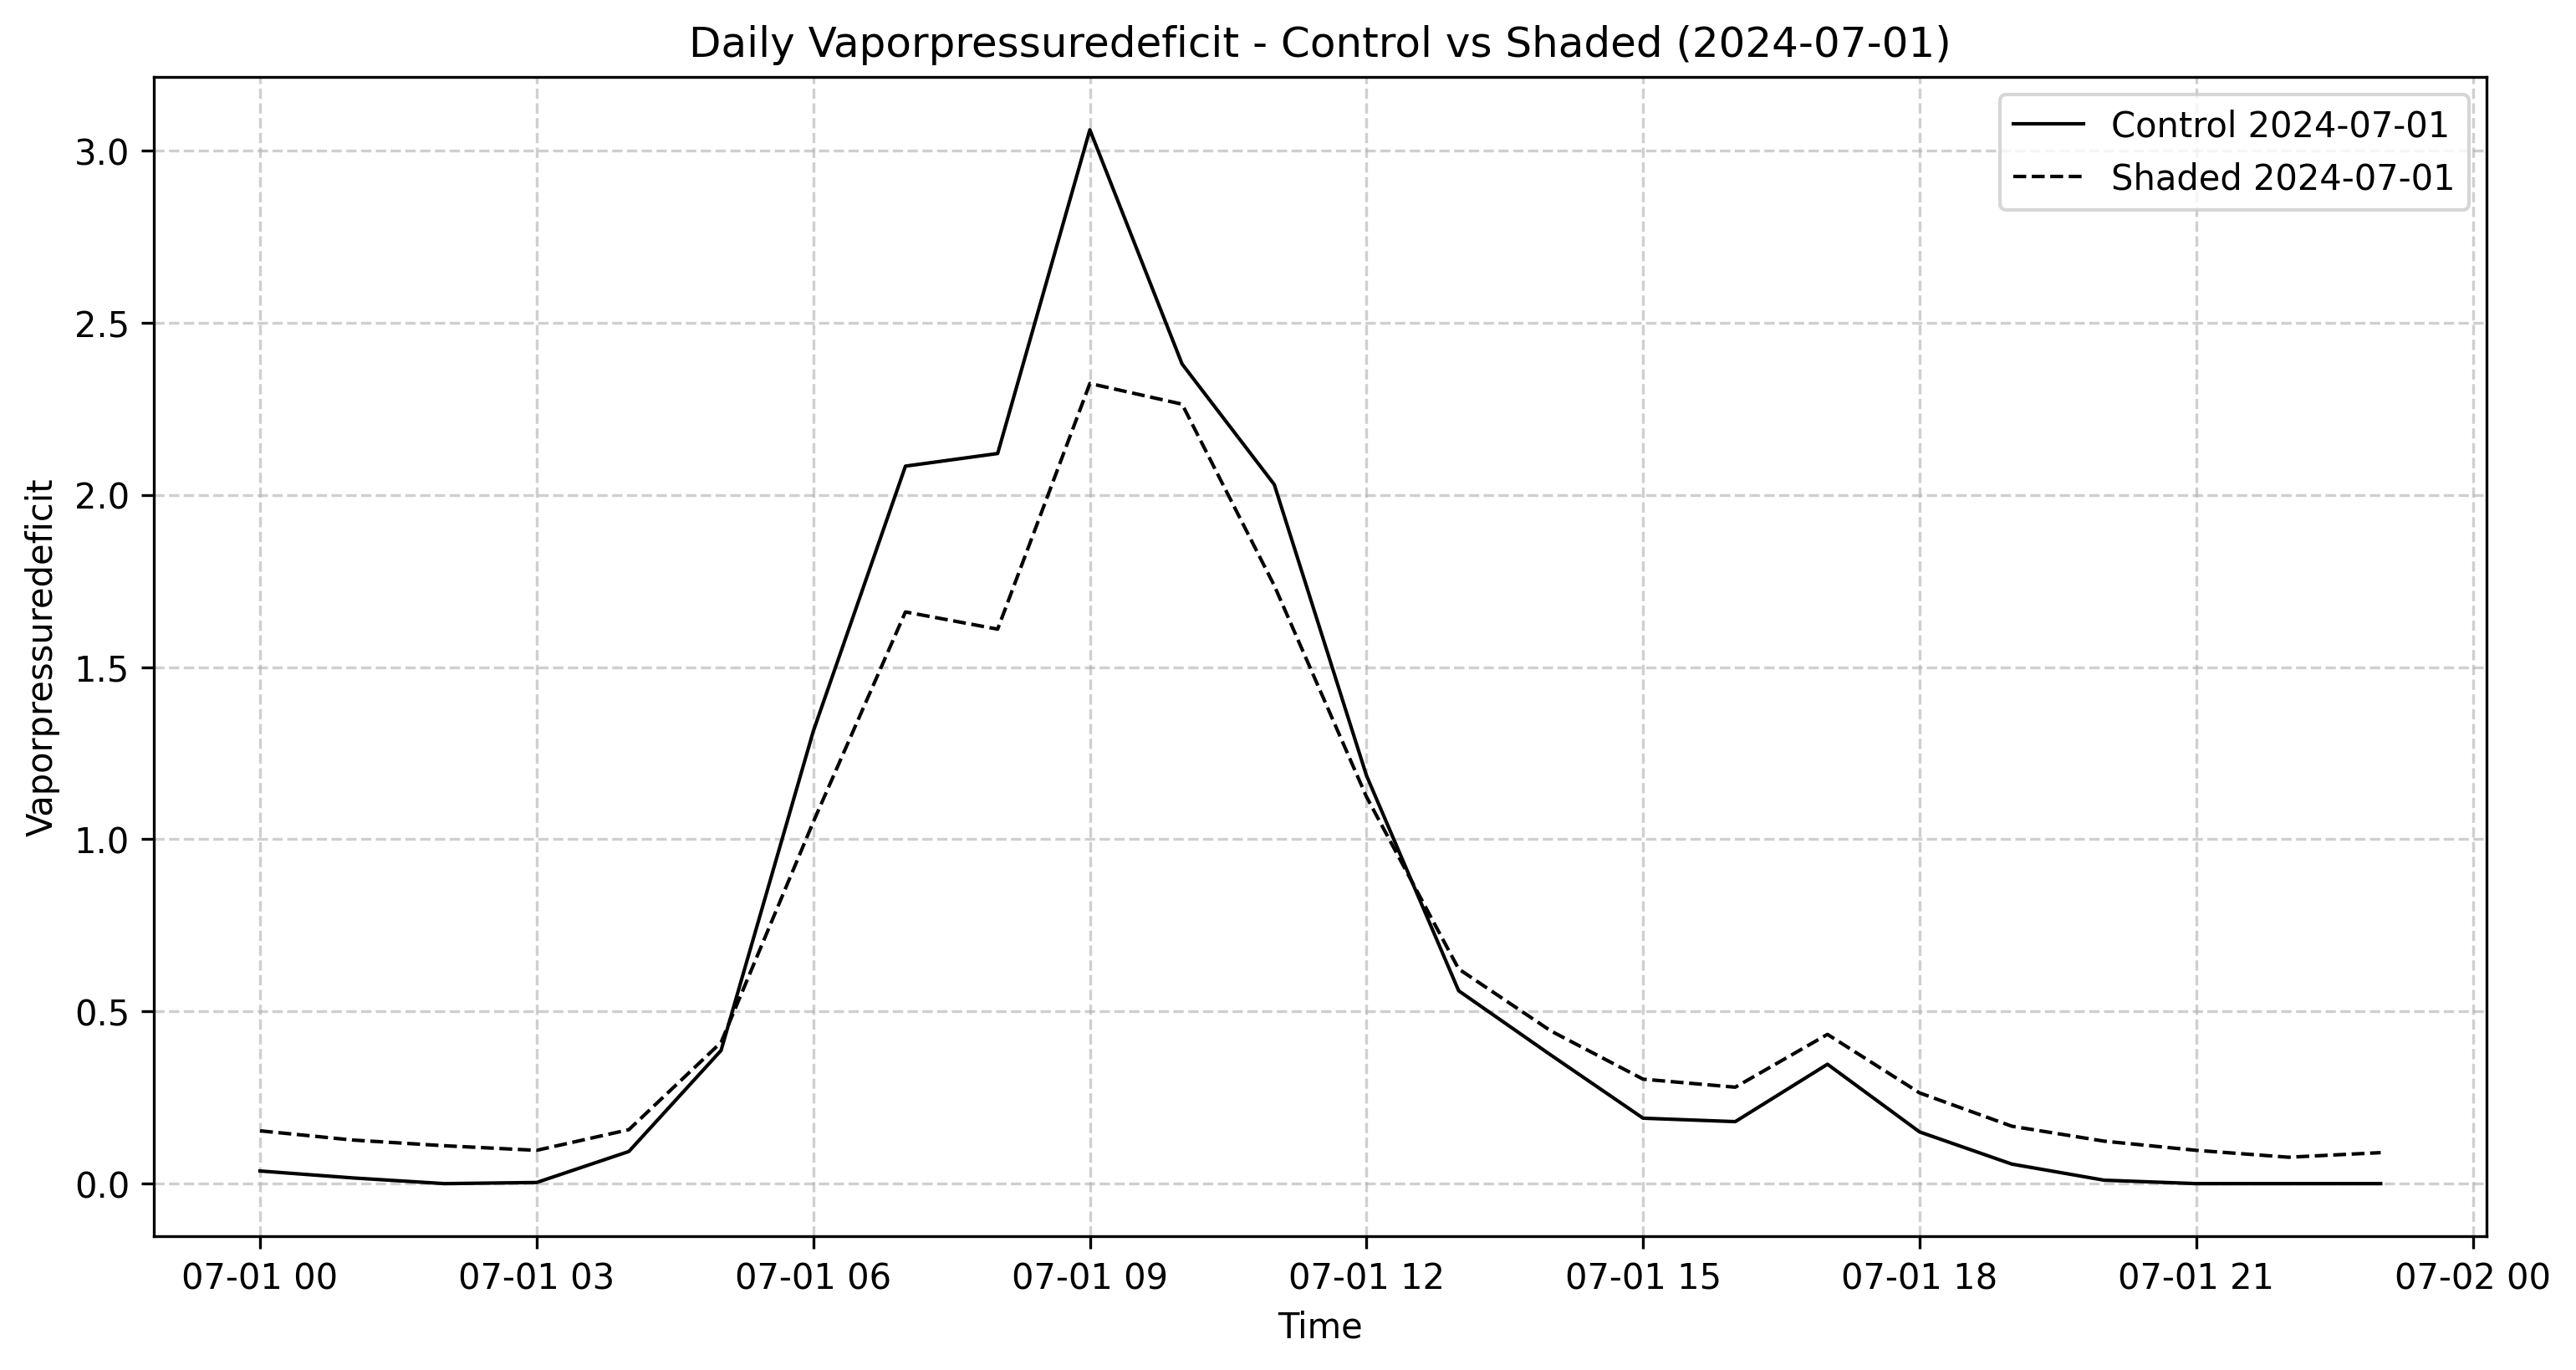 Daily Vaporpressuredeficit - Control vs Shaded (2024-07-01)
Control 2024-07-01
Shaded 2024-07-01
3.0
2.5
2.0
1.5
1.0
0.5
0.0
Vaporpressuredeficit
07-01 00 07-01 03 07-01 06 07-01 09 07-01 12 07-01 15 07-01 18 07-01 21 07-02 00
Time